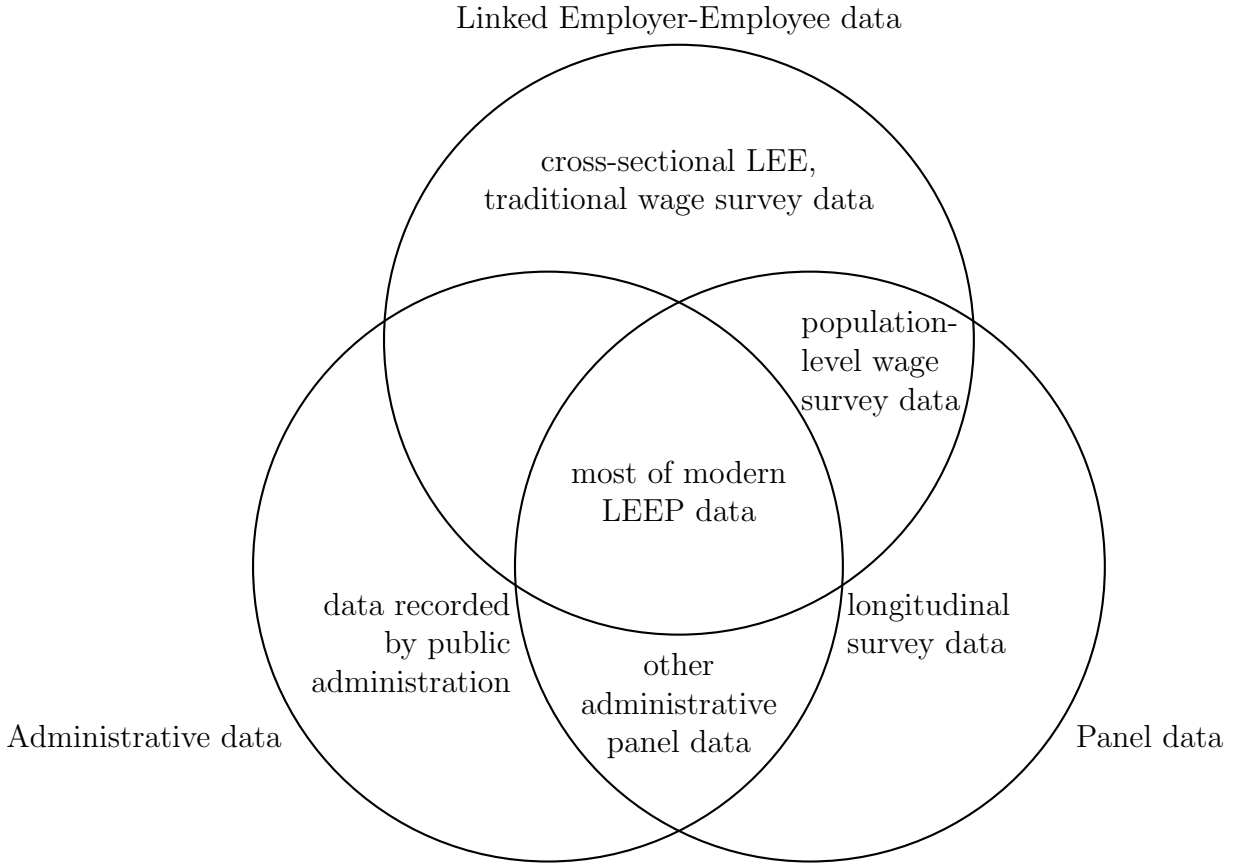 Linked Employer-Employee data
cross-sectional LEE,
traditional wage survey data
population-
level wage
survey data
most of modern
LEEP data
data recorded
by public
administration
longitudinal
survey data
other
administrative
panel data
Administrative data
Panel data